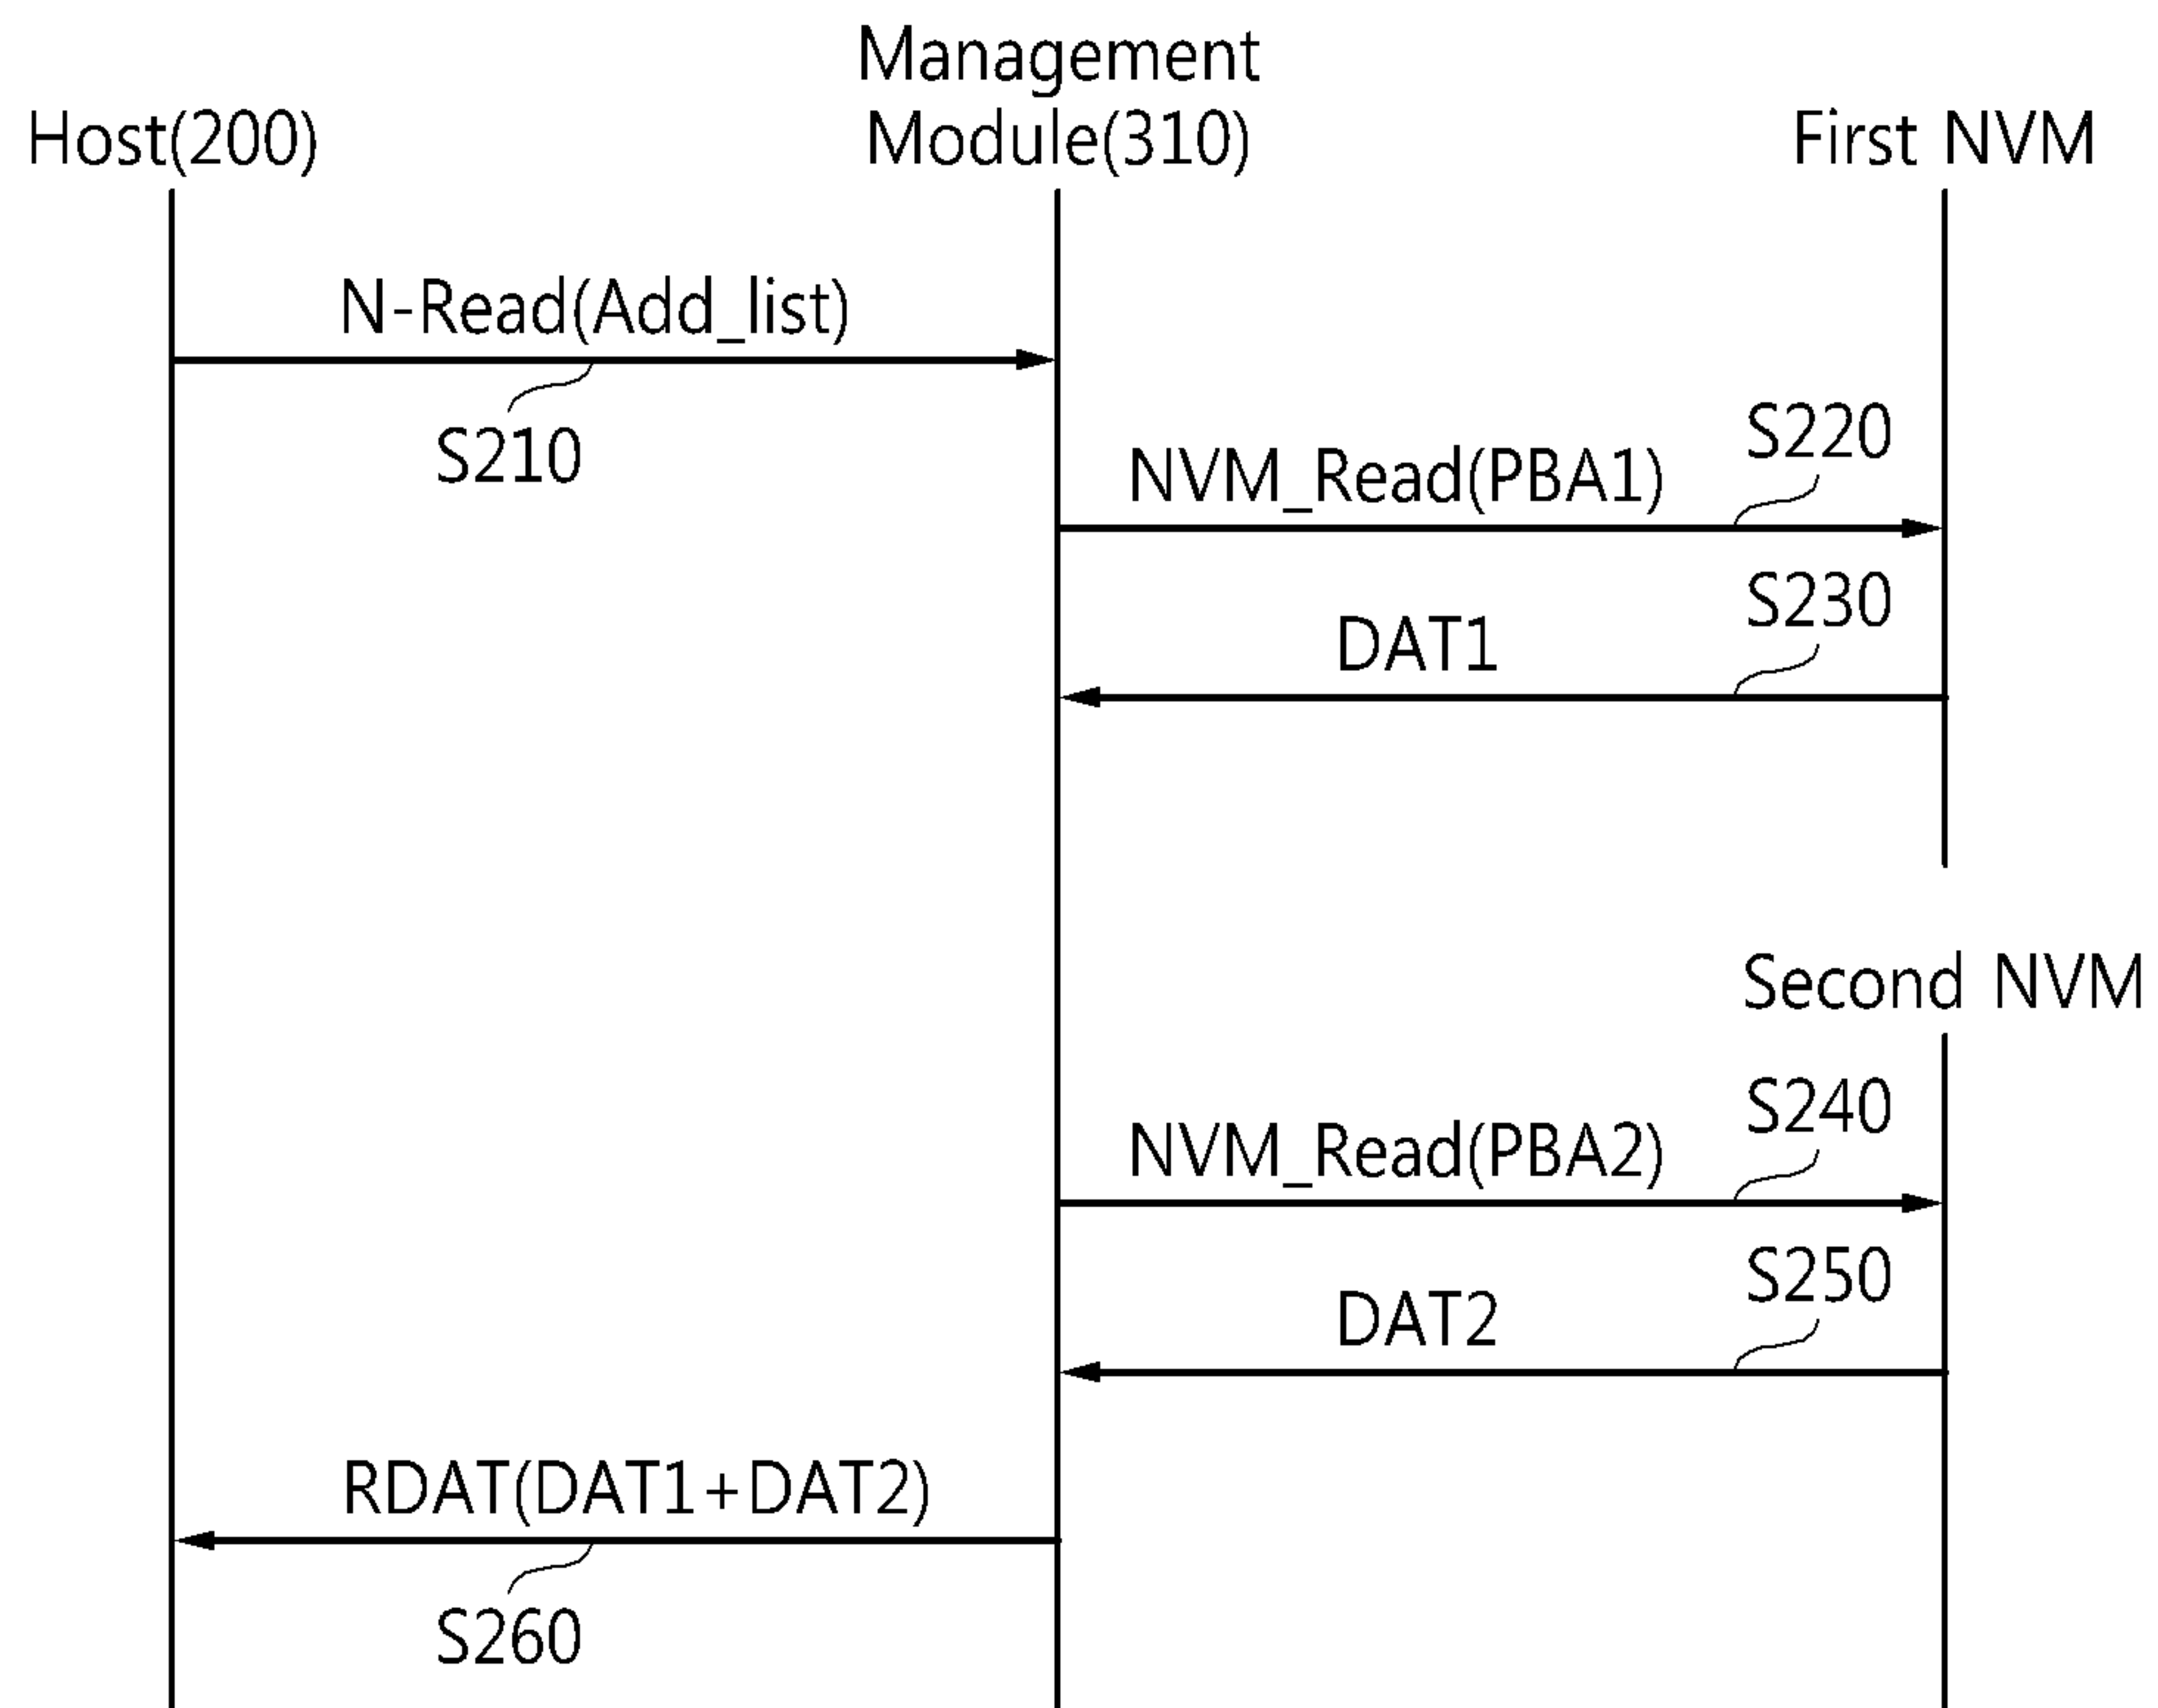 Management
Host(200)
Module(310)
First NVM
N-Read(Add_list)
S210
S220
NVM_Read(PBA1)
S230
DAT1
Second NVM
S240
NVM_Read(PBA2)
S250
DAT2
RDAT(DAT1+DAT2)
S260